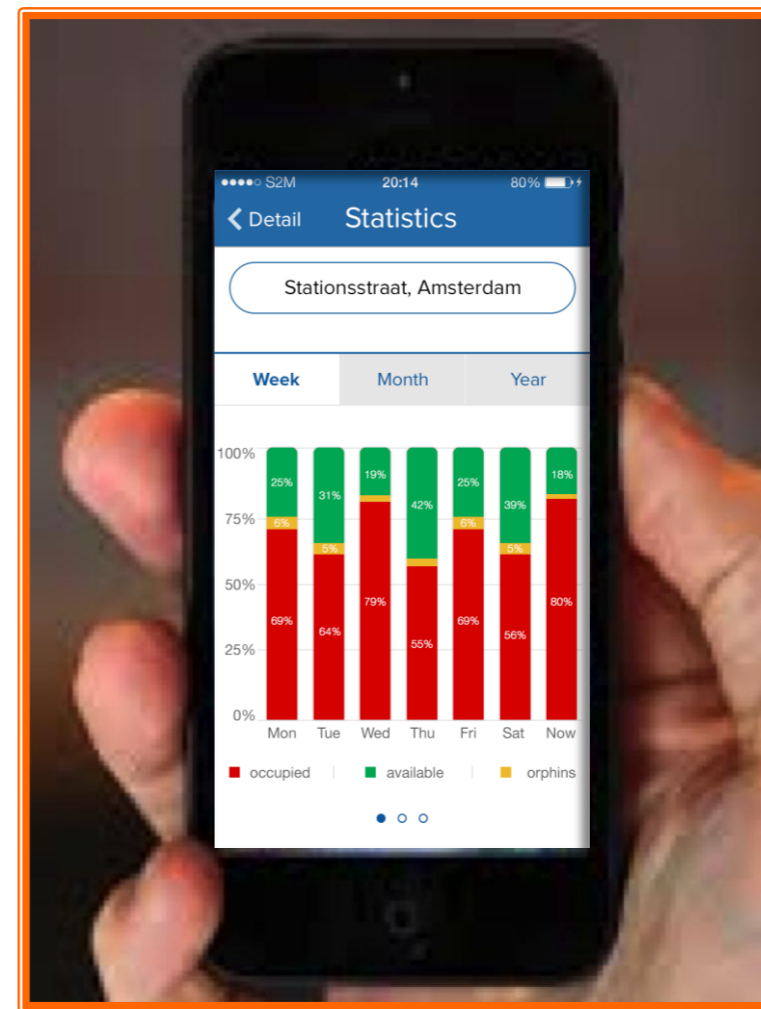 S2M 20:14 80%
Detail Statistics
Stationsstraat, Amsterdam
Week Month Year
100%
25% 31% 19% 42% 25% 39% 18%
75%
6% 5% 6% 5%
50%
69% 64% 79% 55% 69% 56% 80%
25%
0%
Mon Tue Wed Thu Fri Sat Now
occupied available orphins